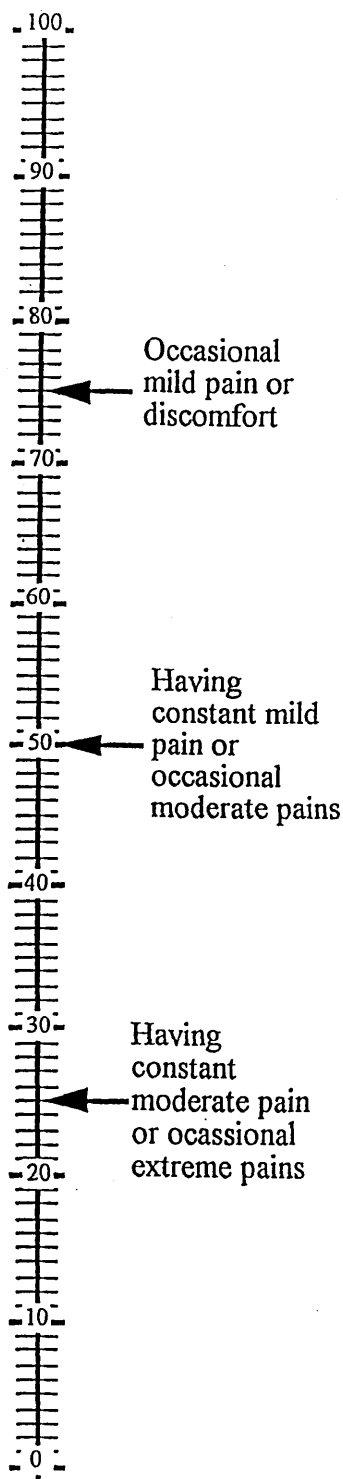 100
90
80
Occasional
mild pain or
discomfort
70
60
Having
constant mild
50
pain or
occasional
moderate pains
40
30
Having
constant
moderate pain
or ocassional
extreme pains
20
10
0